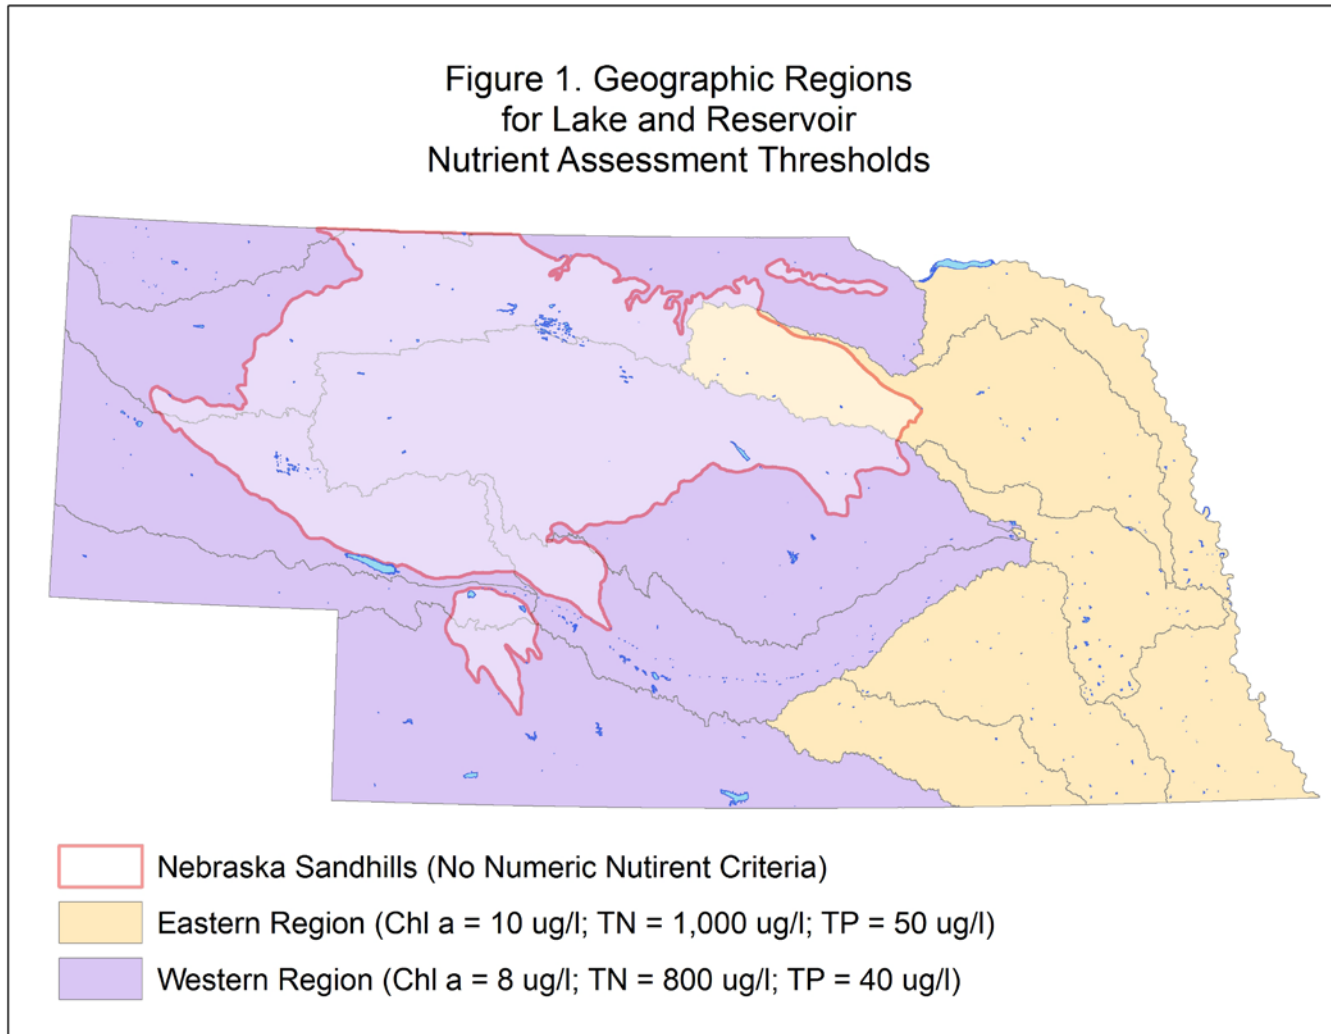 Figure 1. Geographic Regions
for Lake and Reservoir
Nutrient Assessment Thresholds
Nebraska Sandhills (No Numeric Nutirent Criteria)
Eastern Region (Chl a = 10 ug/l; TN = 1,000 ug/l; TP = 50 ug/l)
Western Region (Chl a = 8 ug/l; TN = 800 ug/l; TP = 40 ug/l)